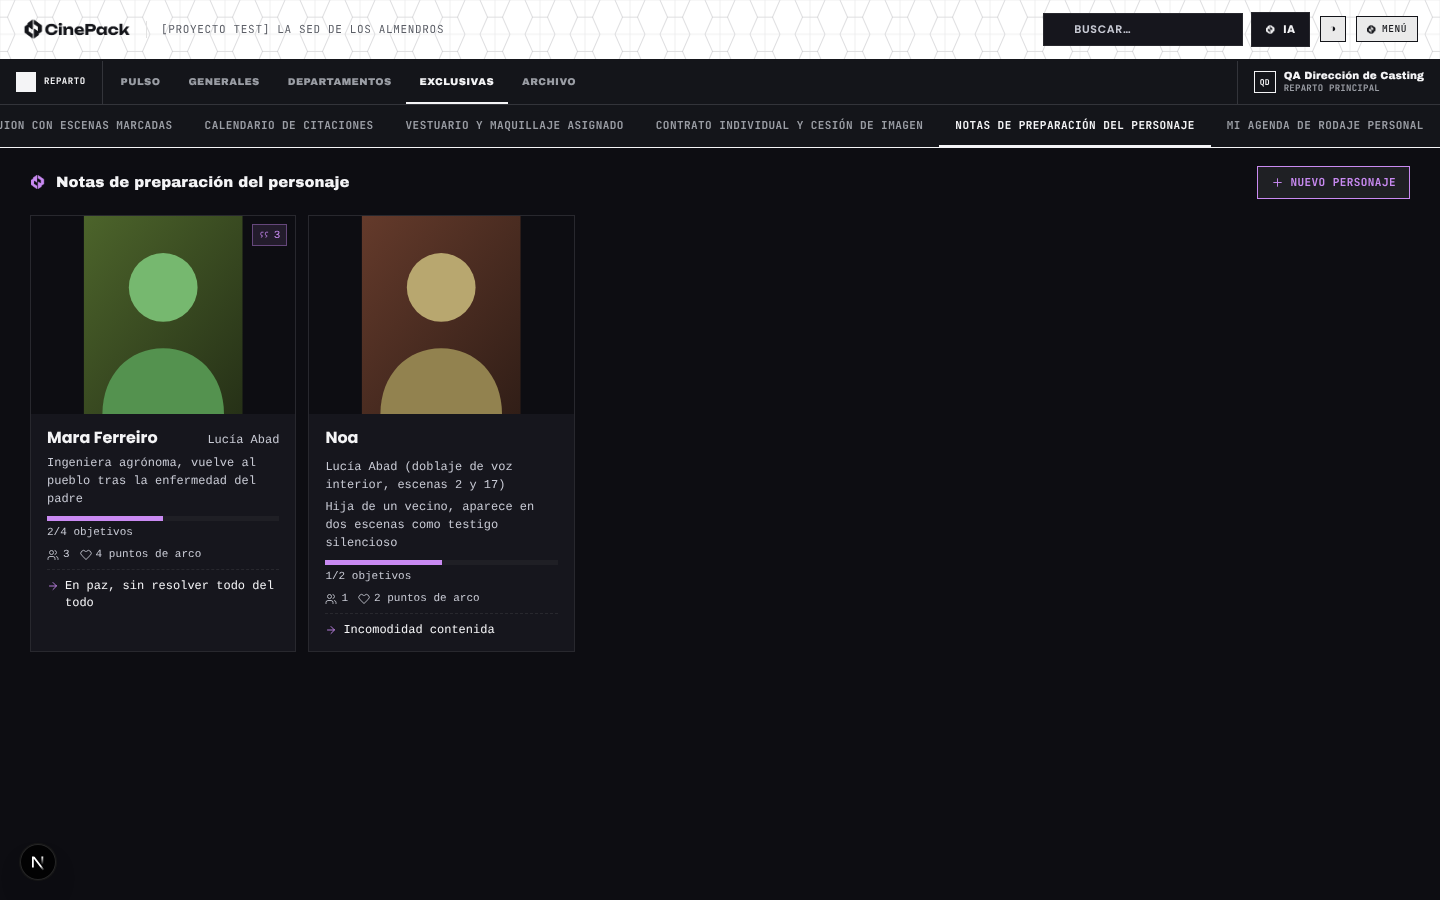 CinePack
[PROYECTO TEST] LA SED DE LOS ALMENDROS
BUSCAR…
IA
MENÚ
REPARTO
PULSO
GENERALES
DEPARTAMENTOS
EXCLUSIVAS
ARCHIVO
QD
QA Dirección de Casting
REPARTO PRINCIPAL
CON ESCENAS MARCADAS
CALENDARIO DE CITACIONES
VESTUARIO Y MAQUILLAJE ASIGNADO
CONTRATO INDIVIDUAL Y CESIÓN DE IMAGEN
NOTAS DE PREPARACIÓN DEL PERSONAJE
MI AGENDA DE RODAJE PERSONAL
Notas de preparación del personaje
+ NUEVO PERSONAJE
3
Mara Ferreiro
Lucía Abad
Ingeniera agrónoma, vuelve al
pueblo tras la enfermedad del
padre
2/4 objetivos
3
4 puntos de arco
→ En paz, sin resolver todo del
todo
Noa
Lucía Abad (doblaje de voz
interior, escenas 2 y 17)
Hija de un vecino, aparece en
dos escenas como testigo
silencioso
1/2 objetivos
1
2 puntos de arco
→ Incomodidad contenida
N